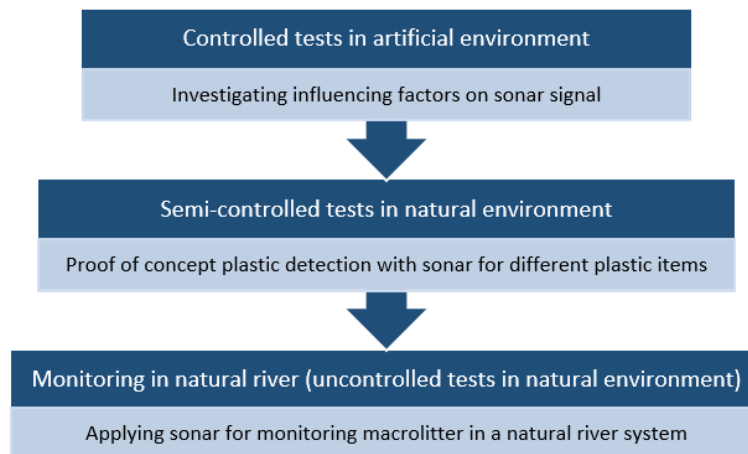 Controlled tests in artificial environment
Investigating influencing factors on sonar signal
Semi-controlled tests in natural environment
Proof of concept plastic detection with sonar for different plastic items
Monitoring in natural river (uncontrolled tests in natural environment)
Applying sonar for monitoring macrolitter in a natural river system